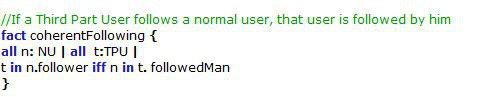 //If a Third Part User follows a normal user, that user is followed by him
fact coherentFollowing {
all n: NU | all t:TPU |
t in n.follower iff n in t. followedMan
}